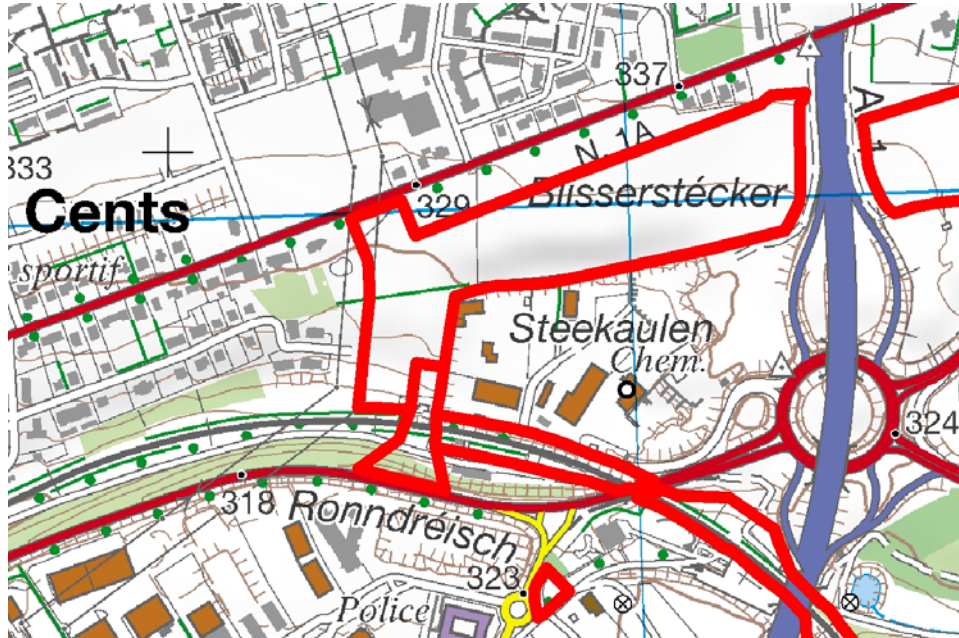 337
A 1
N 1A
333
Cents
329
Blisserstécker
sportif
Steekaulen
Chem.
324
318
Ronndréisch
323
Police